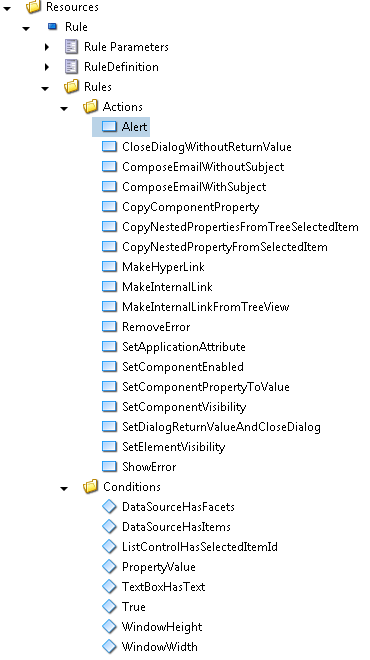 Resources
Rule
Rule Parameters
RuleDefinition
Rules
Actions
Alert
CloseDialogWithoutReturnValue
ComposeEmailWithoutSubject
ComposeEmailWithSubject
CopyComponentProperty
CopyNestedPropertiesFromTreeSelectedItem
CopyNestedPropertyFromSelectedItem
MakeHyperLink
MakeInternalLink
MakeInternalLinkFromTreeView
RemoveError
SetApplicationAttribute
SetComponentEnabled
SetComponentPropertyToValue
SetComponentVisibility
SetDialogReturnValueAndCloseDialog
SetElementVisibility
ShowError
Conditions
DataSourceHasFacets
DataSourceHasItems
ListControlHasSelectedItemId
PropertyValue
TextBoxHasText
True
WindowHeight
WindowWidth